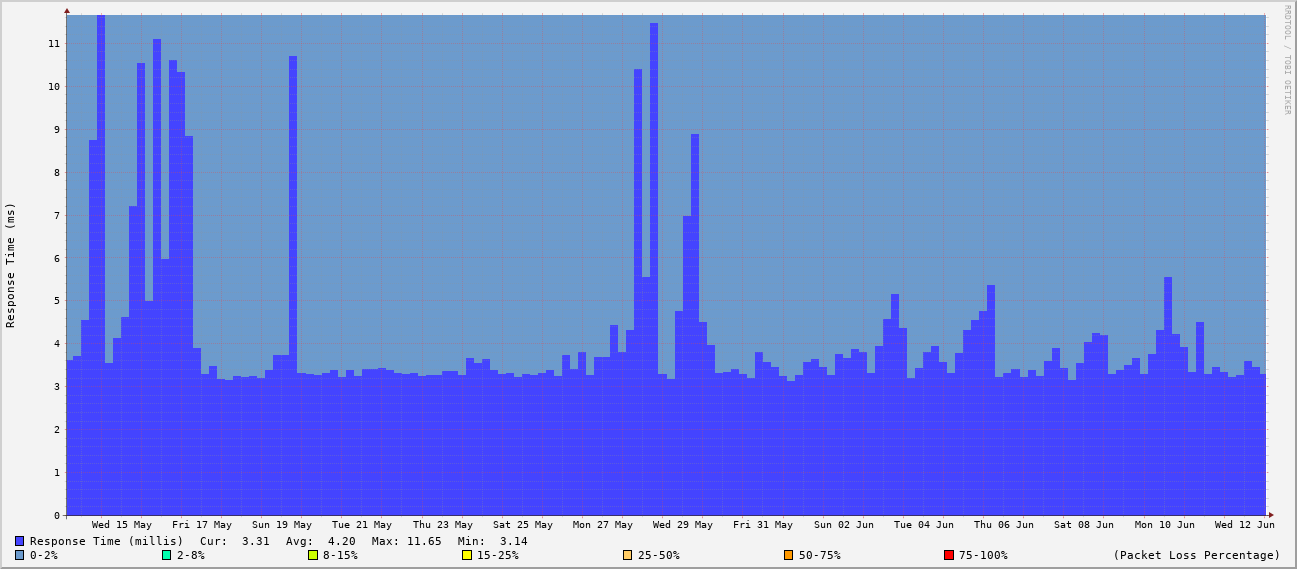 RRDTOOL / TOBI OETIKER
Response Time (ms)
11
10
9
8
7
6
5
4
3
2
1
0
Wed 15 May Fri 17 May Sun 19 May Tue 21 May Thu 23 May Sat 25 May Mon 27 May Wed 29 May Fri 31 May Sun 02 Jun Tue 04 Jun Thu 06 Jun Sat 08 Jun Mon 10 Jun Wed 12 Jun
Response Time (millis) Cur: 3.31 Avg: 4.20 Max: 11.65 Min: 3.14
0-2% 2-8% 8-15% 15-25% 25-50% 50-75% 75-100% (Packet Loss Percentage)